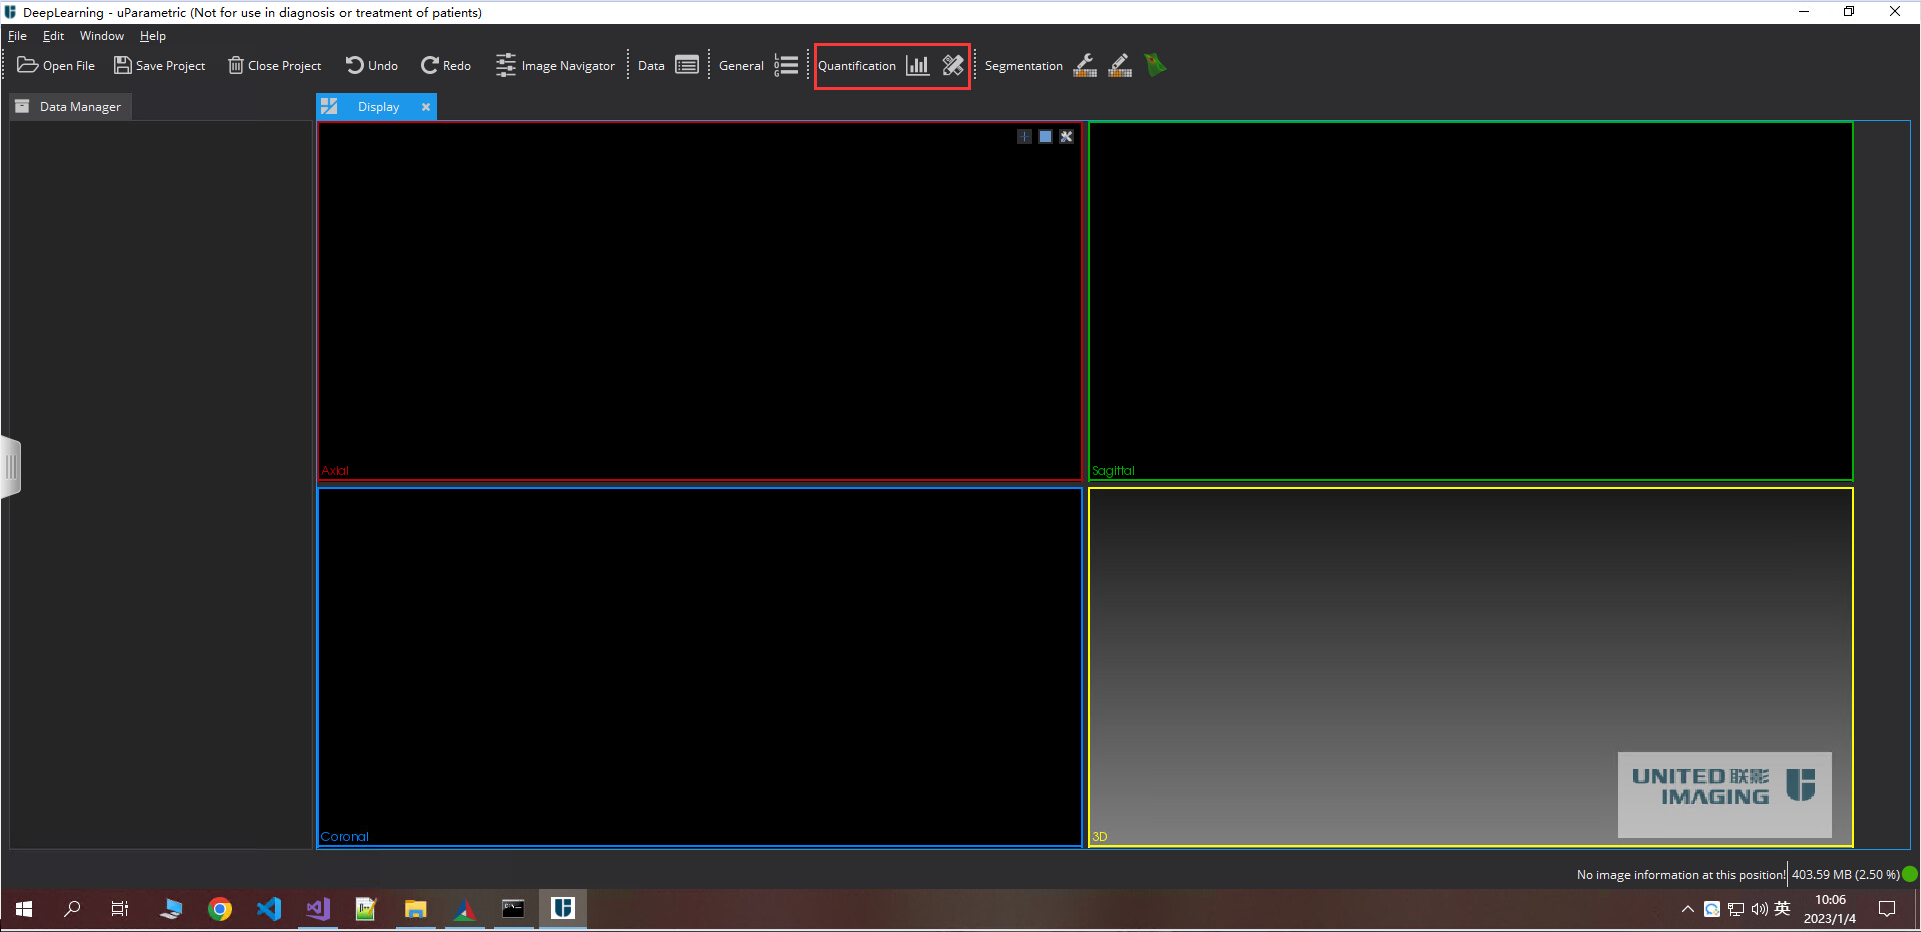 DeepLearning - uParametric (Not for use in diagnosis or treatment of patients)
File Edit Window Help
Open File Save Project Close Project Undo Redo Image Navigator Data General Quantification Segmentation
Data Manager Display
Axial
Sagittal
Coronal
3D
UNITED 联影
IMAGING
No image information at this position! 403.59 MB (2.50 %)
英
10:06
2023/1/4